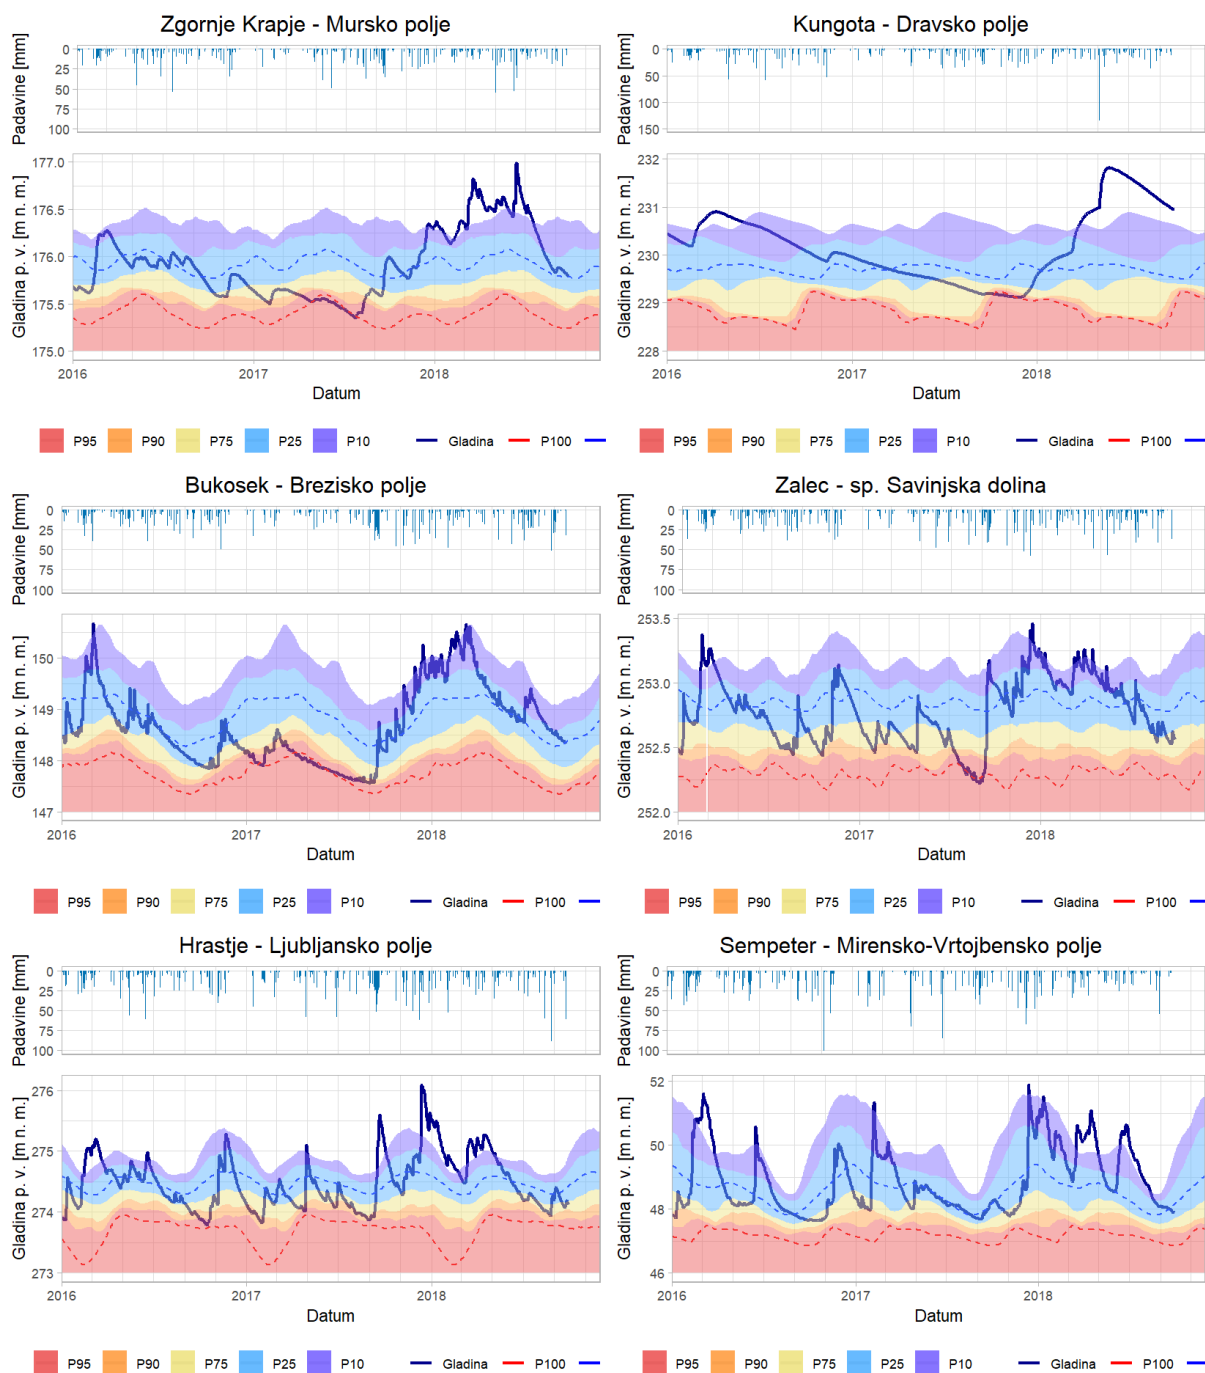 Zgornje Krapje - Mursko polje
Padavine [mm]
0
25
50
75
100
Gladina p. v. [m n. m.]
177.0
176.5
176.0
175.5
175.0
2016
2017
2018
Datum
P95 P90 P75 P25 P10 Gladina P100
Kungota - Dravsko polje
Padavine [mm]
0
50
100
150
Gladina p. v. [m n. m.]
232
231
230
229
228
2016
2017
2018
Datum
P95 P90 P75 P25 P10 Gladina P100
Bukosek - Brezisko polje
Padavine [mm]
0
25
50
75
100
Gladina p. v. [m n. m.]
150
149
148
147
2016
2017
2018
Datum
P95 P90 P75 P25 P10 Gladina P100
Zalec - sp. Savinjska dolina
Padavine [mm]
0
25
50
75
100
Gladina p. v. [m n. m.]
253.5
253.0
252.5
252.0
2016
2017
2018
Datum
P95 P90 P75 P25 P10 Gladina P100
Hrastje - Ljubljansko polje
Padavine [mm]
0
25
50
75
100
Gladina p. v. [m n. m.]
276
275
274
273
2016
2017
2018
Datum
P95 P90 P75 P25 P10 Gladina P100
Sempeter - Mirensko-Vrtojbensko polje
Padavine [mm]
0
25
50
75
100
Gladina p. v. [m n. m.]
52
50
48
46
2016
2017
2018
Datum
P95 P90 P75 P25 P10 Gladina P100